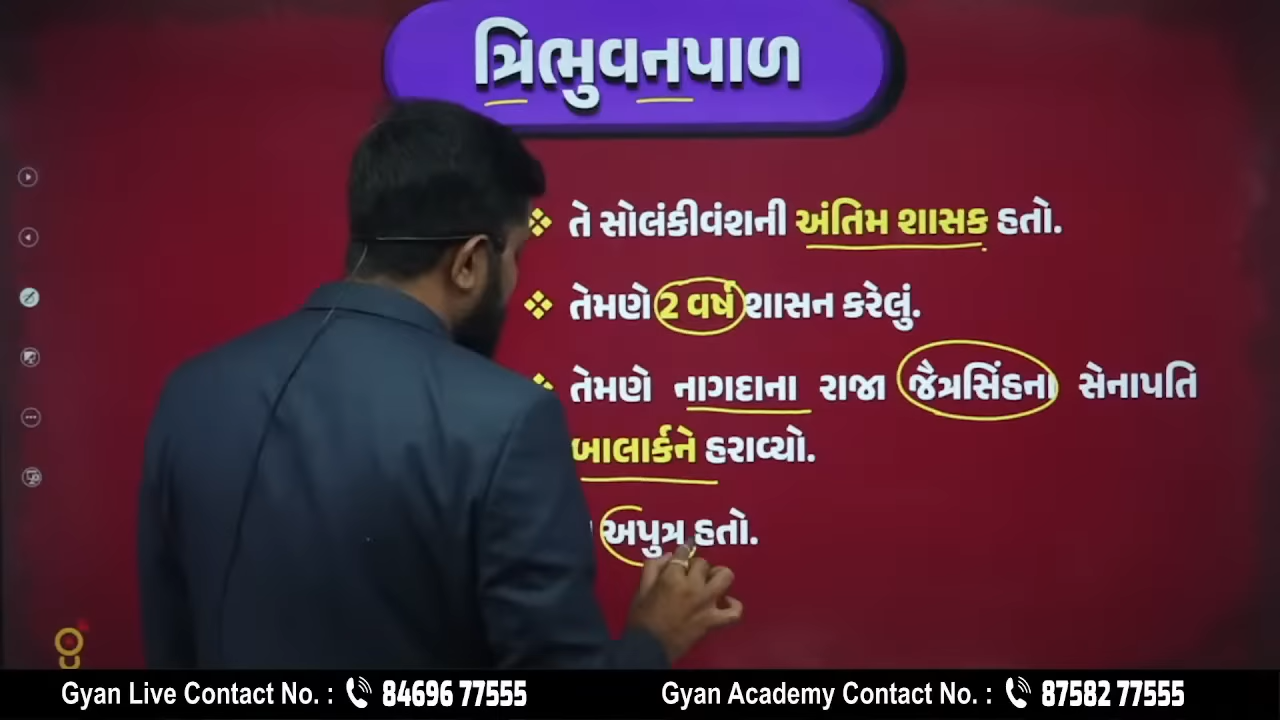 ત્રિભુવનપાળ
તે સોલંકીવંશની અંતિમ શાસક હતો.
તેમણે 2 વર્ષ શાસન કરેલું.
તેમણે નાગદાના રાજા જૈત્રસિંહના સેનાપતિ
બાલાર્કને હરાવ્યો.
અપુત્ર હતો.
Gyan Live Contact No. : 84696 77555 Gyan Academy Contact No. : 87582 77555